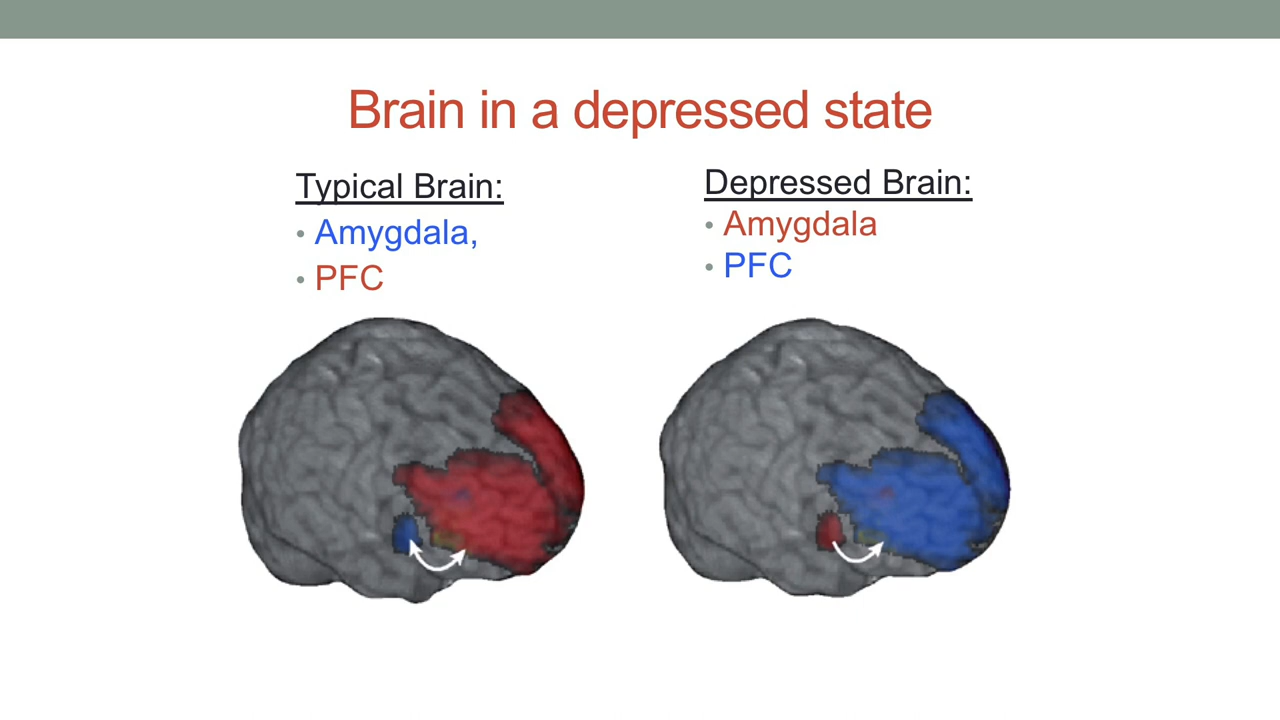 Brain in a depressed state
Typical Brain:
• Amygdala,
• PFC
Depressed Brain:
• Amygdala
• PFC